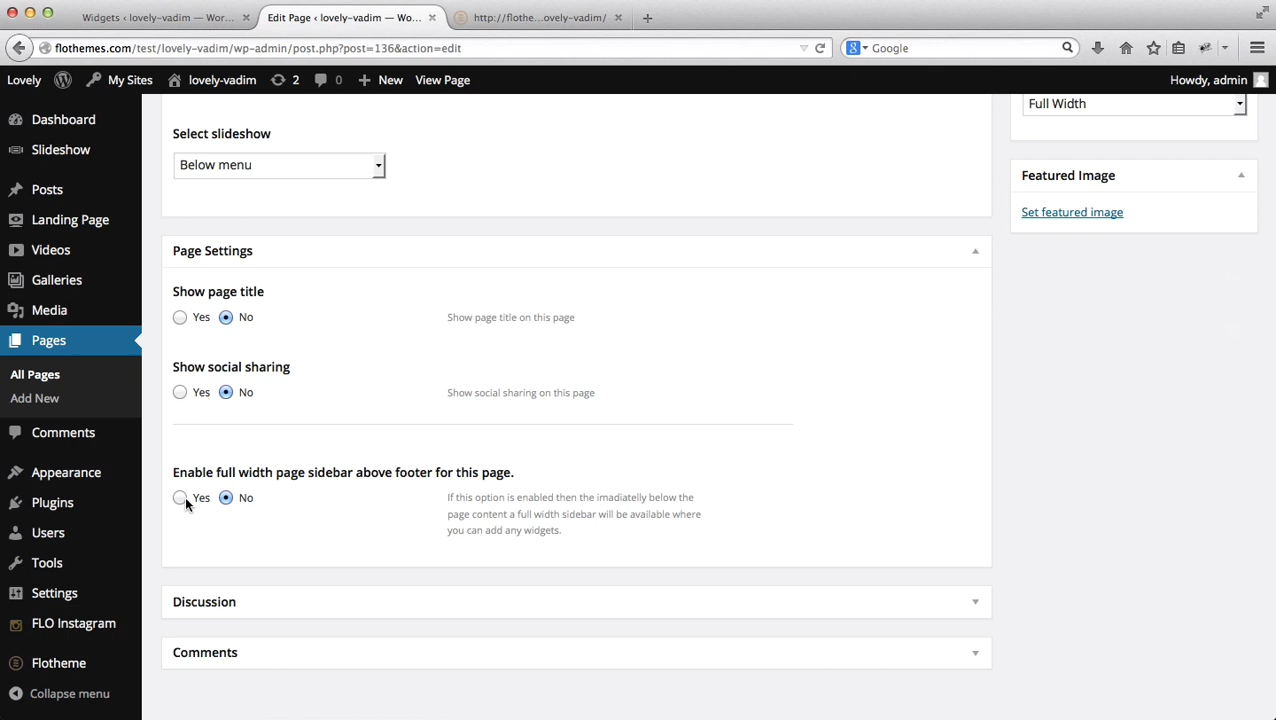 Widgets ‹ lovely-vadim — Wor... ×
Edit Page ‹ lovely-vadim — Wo... ×
http://flothe...ovely-vadim/ ×
flothemes.com/test/lovely-vadim/wp-admin/post.php?post=136&action=edit
Google
Lovely My Sites lovely-vadim 2 0 New View Page Howdy, admin
Dashboard
Slideshow
Posts
Landing Page
Videos
Galleries
Media
Pages
All Pages
Add New
Comments
Appearance
Plugins
Users
Tools
Settings
FLO Instagram
Flotheme
Collapse menu
Select slideshow
Below menu
Page Settings
Show page title
Yes No Show page title on this page
Show social sharing
Yes No Show social sharing on this page
Enable full width page sidebar above footer for this page.
Yes No If this option is enabled then the imadiatelly below the
page content a full width sidebar will be available where
you can add any widgets.
Discussion
Comments
Full Width
Featured Image
Set featured image